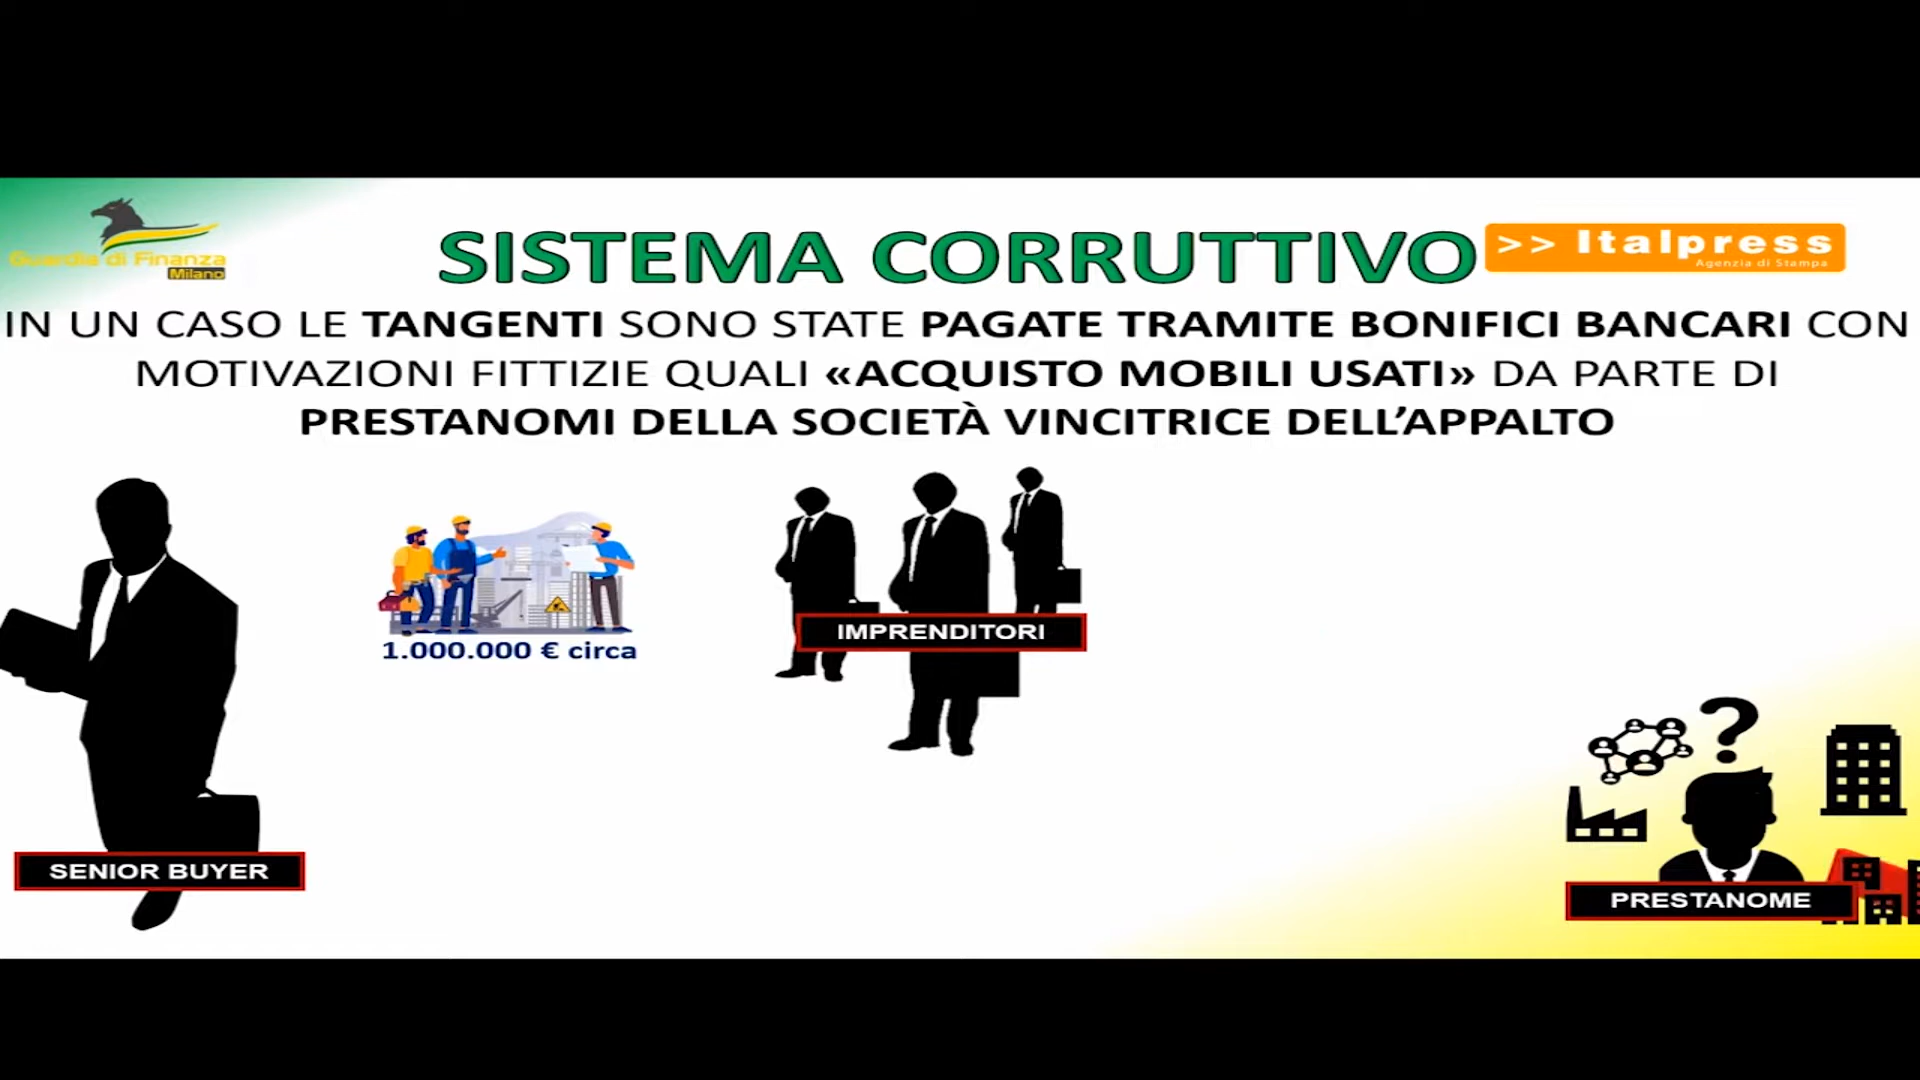 Guardia di Finanza
Milano
SISTEMA CORRUTTIVO
>> Italpress
Agenzia di Stampa
IN UN CASO LE TANGENTI SONO STATE PAGATE TRAMITE BONIFICI BANCARI CON
MOTIVAZIONI FITTIZIE QUALI «ACQUISTO MOBILI USATI» DA PARTE DI
PRESTANOMI DELLA SOCIETÀ VINCITRICE DELL’APPALTO
1.000.000 € circa
IMPRENDITORI
?
SENIOR BUYER
PRESTANOME